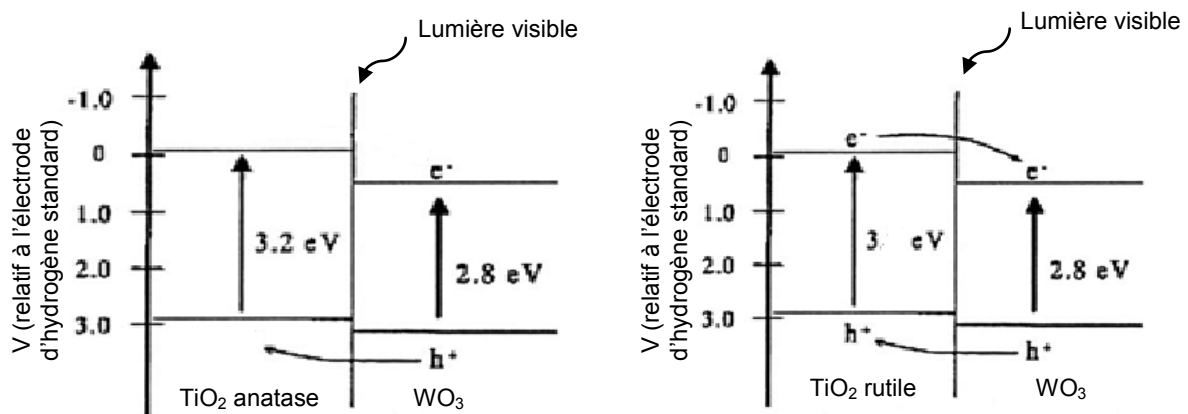 Lumière visible
V (relatif à l'électrode
d'hydrogène standard)
-1.0
0
1.0
2.0
3.0
e-
3.2 eV
2.8 eV
h+
TiO2 anatase
WO3
Lumière visible
V (relatif à l'électrode
d'hydrogène standard)
-1.0
0
1.0
2.0
3.0
e-
e-
3. eV
2.8 eV
h+
h+
TiO2 rutile
WO3